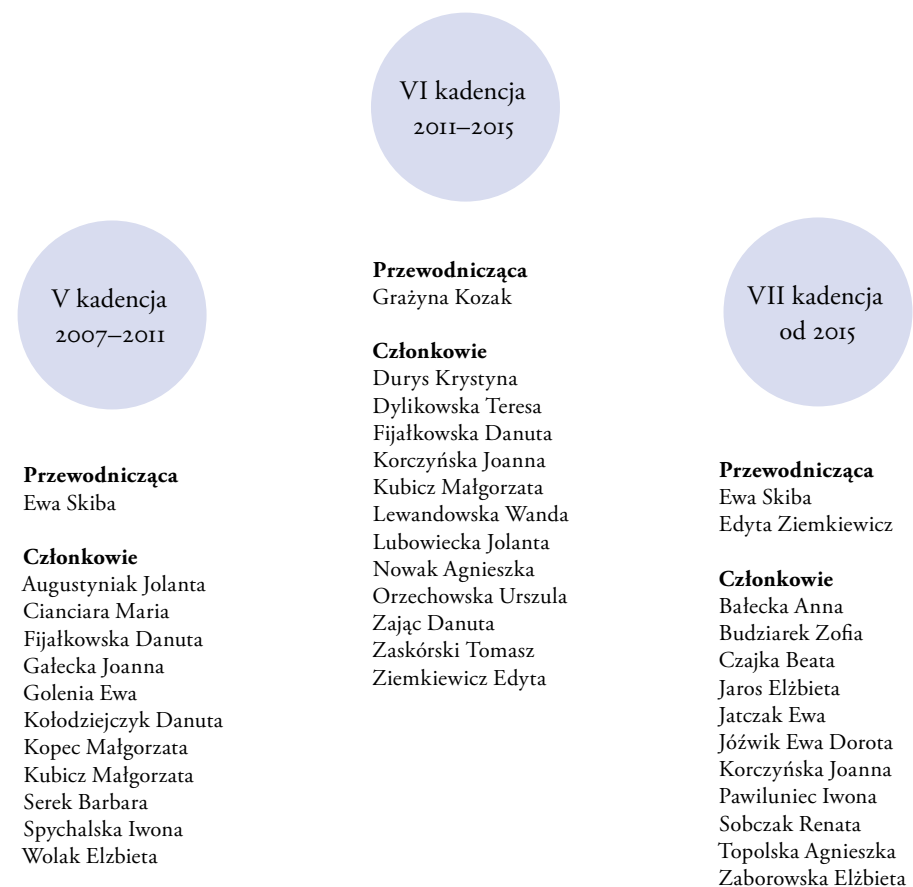 V kadencja
2007–2011
Przewodnicząca
Ewa Skiba
Członkowie
Augustyniak Jolanta
Cianciara Maria
Fijałkowska Danuta
Gałecka Joanna
Golenia Ewa
Kołodziejczyk Danuta
Kopec Małgorzata
Kubicz Małgorzata
Serek Barbara
Spychalska Iwona
Wolak Elzbieta
VI kadencja
2011–2015
Przewodnicząca
Grażyna Kozak
Członkowie
Durys Krystyna
Dylikowska Teresa
Fijałkowska Danuta
Korczyńska Joanna
Kubicz Małgorzata
Lewandowska Wanda
Lubowiecka Jolanta
Nowak Agnieszka
Orzechowska Urszula
Zając Danuta
Zaskórski Tomasz
Ziemkiewicz Edyta
VII kadencja
od 2015
Przewodnicząca
Ewa Skiba
Edyta Ziemkiewicz
Członkowie
Bałecka Anna
Budziarek Zofia
Czajka Beata
Jaros Elżbieta
Jatczak Ewa
Jóźwik Ewa Dorota
Korczyńska Joanna
Pawiluniec Iwona
Sobczak Renata
Topolska Agnieszka
Zaborowska Elżbieta